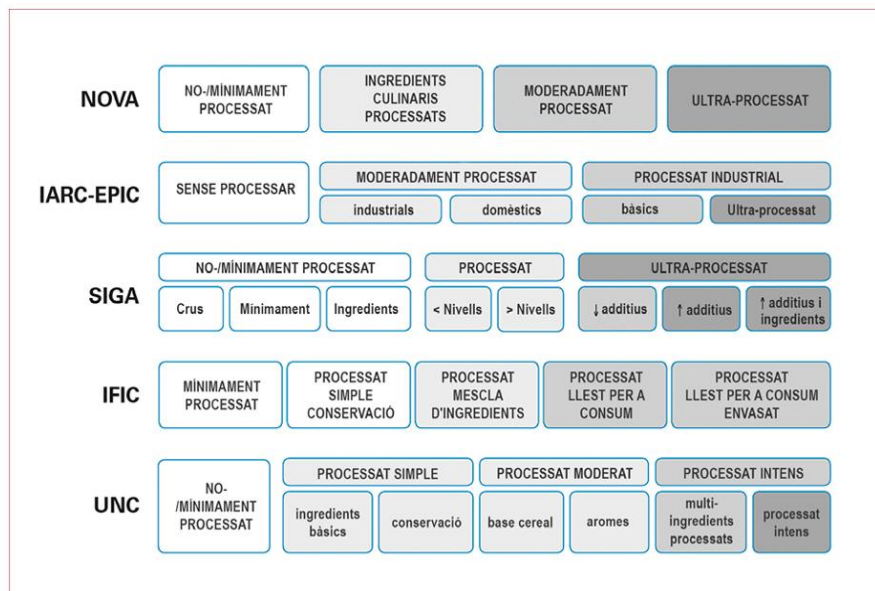 NOVA
NO-/MÍNIMAMENT
PROCESSAT
INGREDIENTS
CULINARIS
PROCESSATS
MODERADAMENT
PROCESSAT
ULTRA-PROCESSAT
IARC-EPIC
SENSE PROCESSAR
MODERADAMENT PROCESSAT
industrials
domèstics
PROCESSAT INDUSTRIAL
bàsics
Ultra-processat
SIGA
NO-/MÍNIMAMENT PROCESSAT
Crus
Mínimament
Ingredients
PROCESSAT
< Nivells
> Nivells
ULTRA-PROCESSAT
↓ additius
↑ additius
↑ additius i
ingredients
IFIC
MÍNIMAMENT
PROCESSAT
PROCESSAT
SIMPLE
CONSERVACIÓ
PROCESSAT
MESCLA
D'INGREDIENTS
PROCESSAT
LLEST PER A
CONSUM
PROCESSAT
LLEST PER A CONSUM
ENVASAT
UNC
NO-
/MÍNIMAMENT
PROCESSAT
PROCESSAT SIMPLE
ingredients
bàsics
conservació
PROCESSAT MODERAT
base cereal
aromes
PROCESSAT INTENS
multi-
ingredients
processats
processat
intens